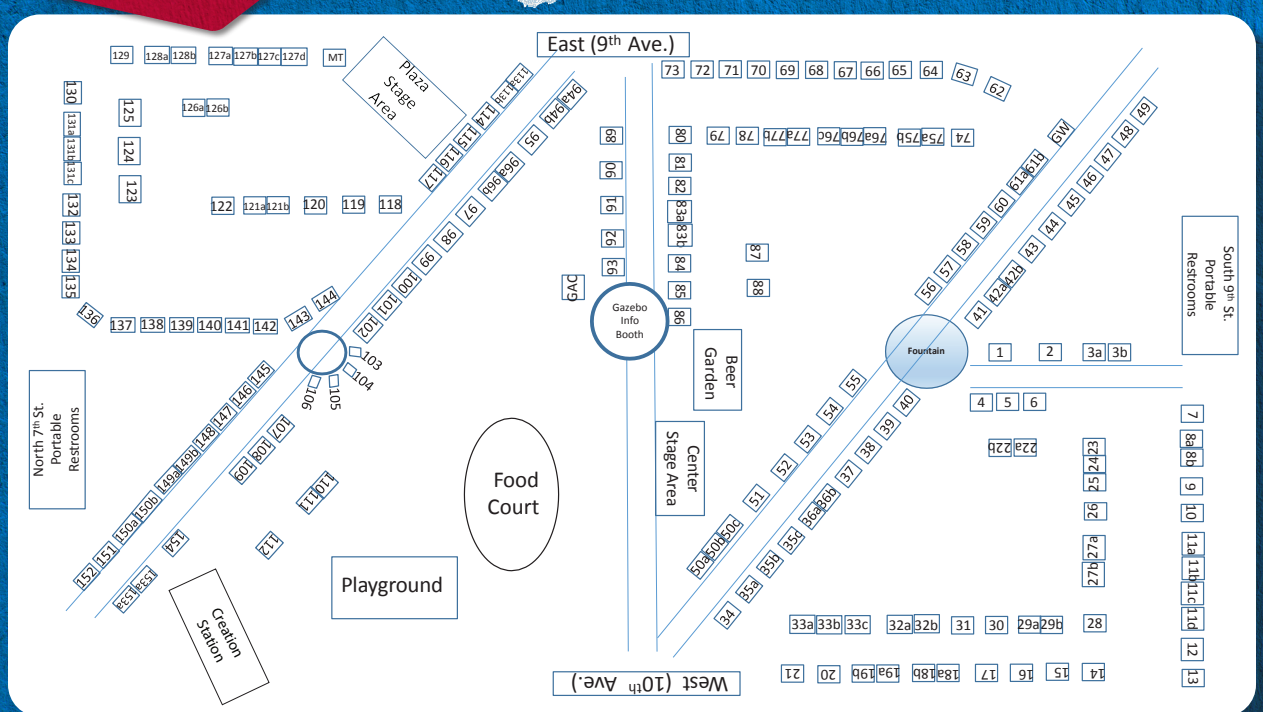 East (9th Ave.)
129
128a
128b
127a
127b
127c
127d
MT
Plaza
Stage
Area
113a
113b
114
115
116
117
94a
94b
95
96a
96b
97
98
99
100
101
102
103
104
105
106
130
131a
131b
131c
132
133
134
135
136
125
124
123
126a
126b
122
121a
121b
120
119
118
137
138
139
140
141
142
143
144
73
72
71
70
69
68
67
66
65
64
63
62
89
90
91
92
93
GAC
80
81
82
83a
83b
84
85
86
79
78
77b
77a
76c
76b
76a
75b
75a
74
87
88
Gazebo
Info
Booth
Beer
Garden
Center
Stage Area
GW
61b
61a
60
59
58
57
56
49
48
47
46
45
44
43
42b
42a
41
South 9th St.
Portable
Restrooms
Fountain
1
2
3a
3b
4
5
6
7
8a
8b
9
10
11a
11b
11c
11d
12
13
22b
22a
23
24
25
26
27a
27b
28
55
54
53
52
51
50c
50b
50a
40
39
38
37
36b
36a
35c
35b
35a
34
33a
33b
33c
32a
32b
31
30
29a
29b
21
20
19b
19a
18b
18a
17
16
15
14
North 7th St.
Portable
Restrooms
145
146
147
148
149b
149a
150b
150a
151
152
107
108
109
110
111
112
154
153a
153a
Food
Court
Playground
Creation
Station
West (10th Ave.)